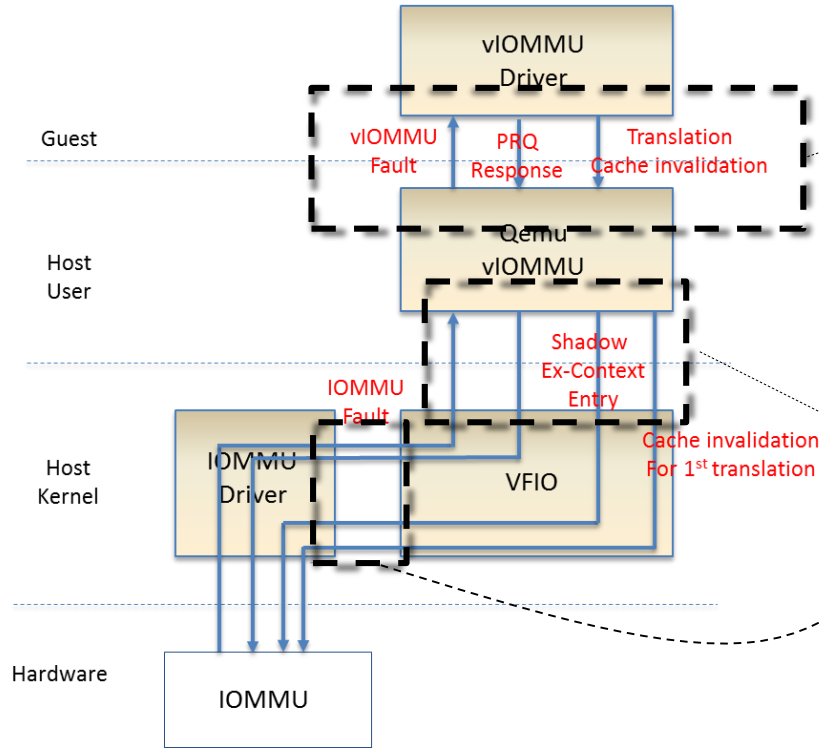 vIOMMU
Driver
Guest
vIOMMU
Fault
PRQ
Response
Translation
Cache invalidation
Host
User
Qemu
vIOMMU
Shadow
Ex-Context
Entry
IOMMU
Fault
Host
Kernel
IOMMU
Driver
VFIO
Cache invalidation
For 1st translation
Hardware
IOMMU